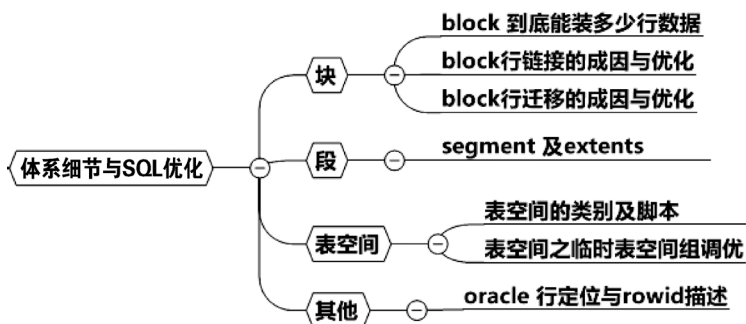 体系细节与SQL优化
块
block 到底能装多少行数据
block行链接的成因与优化
block行迁移的成因与优化
段
segment 及extents
表空间
表空间的类别及脚本
表空间之临时表空间组调优
其他
oracle 行定位与rowid描述